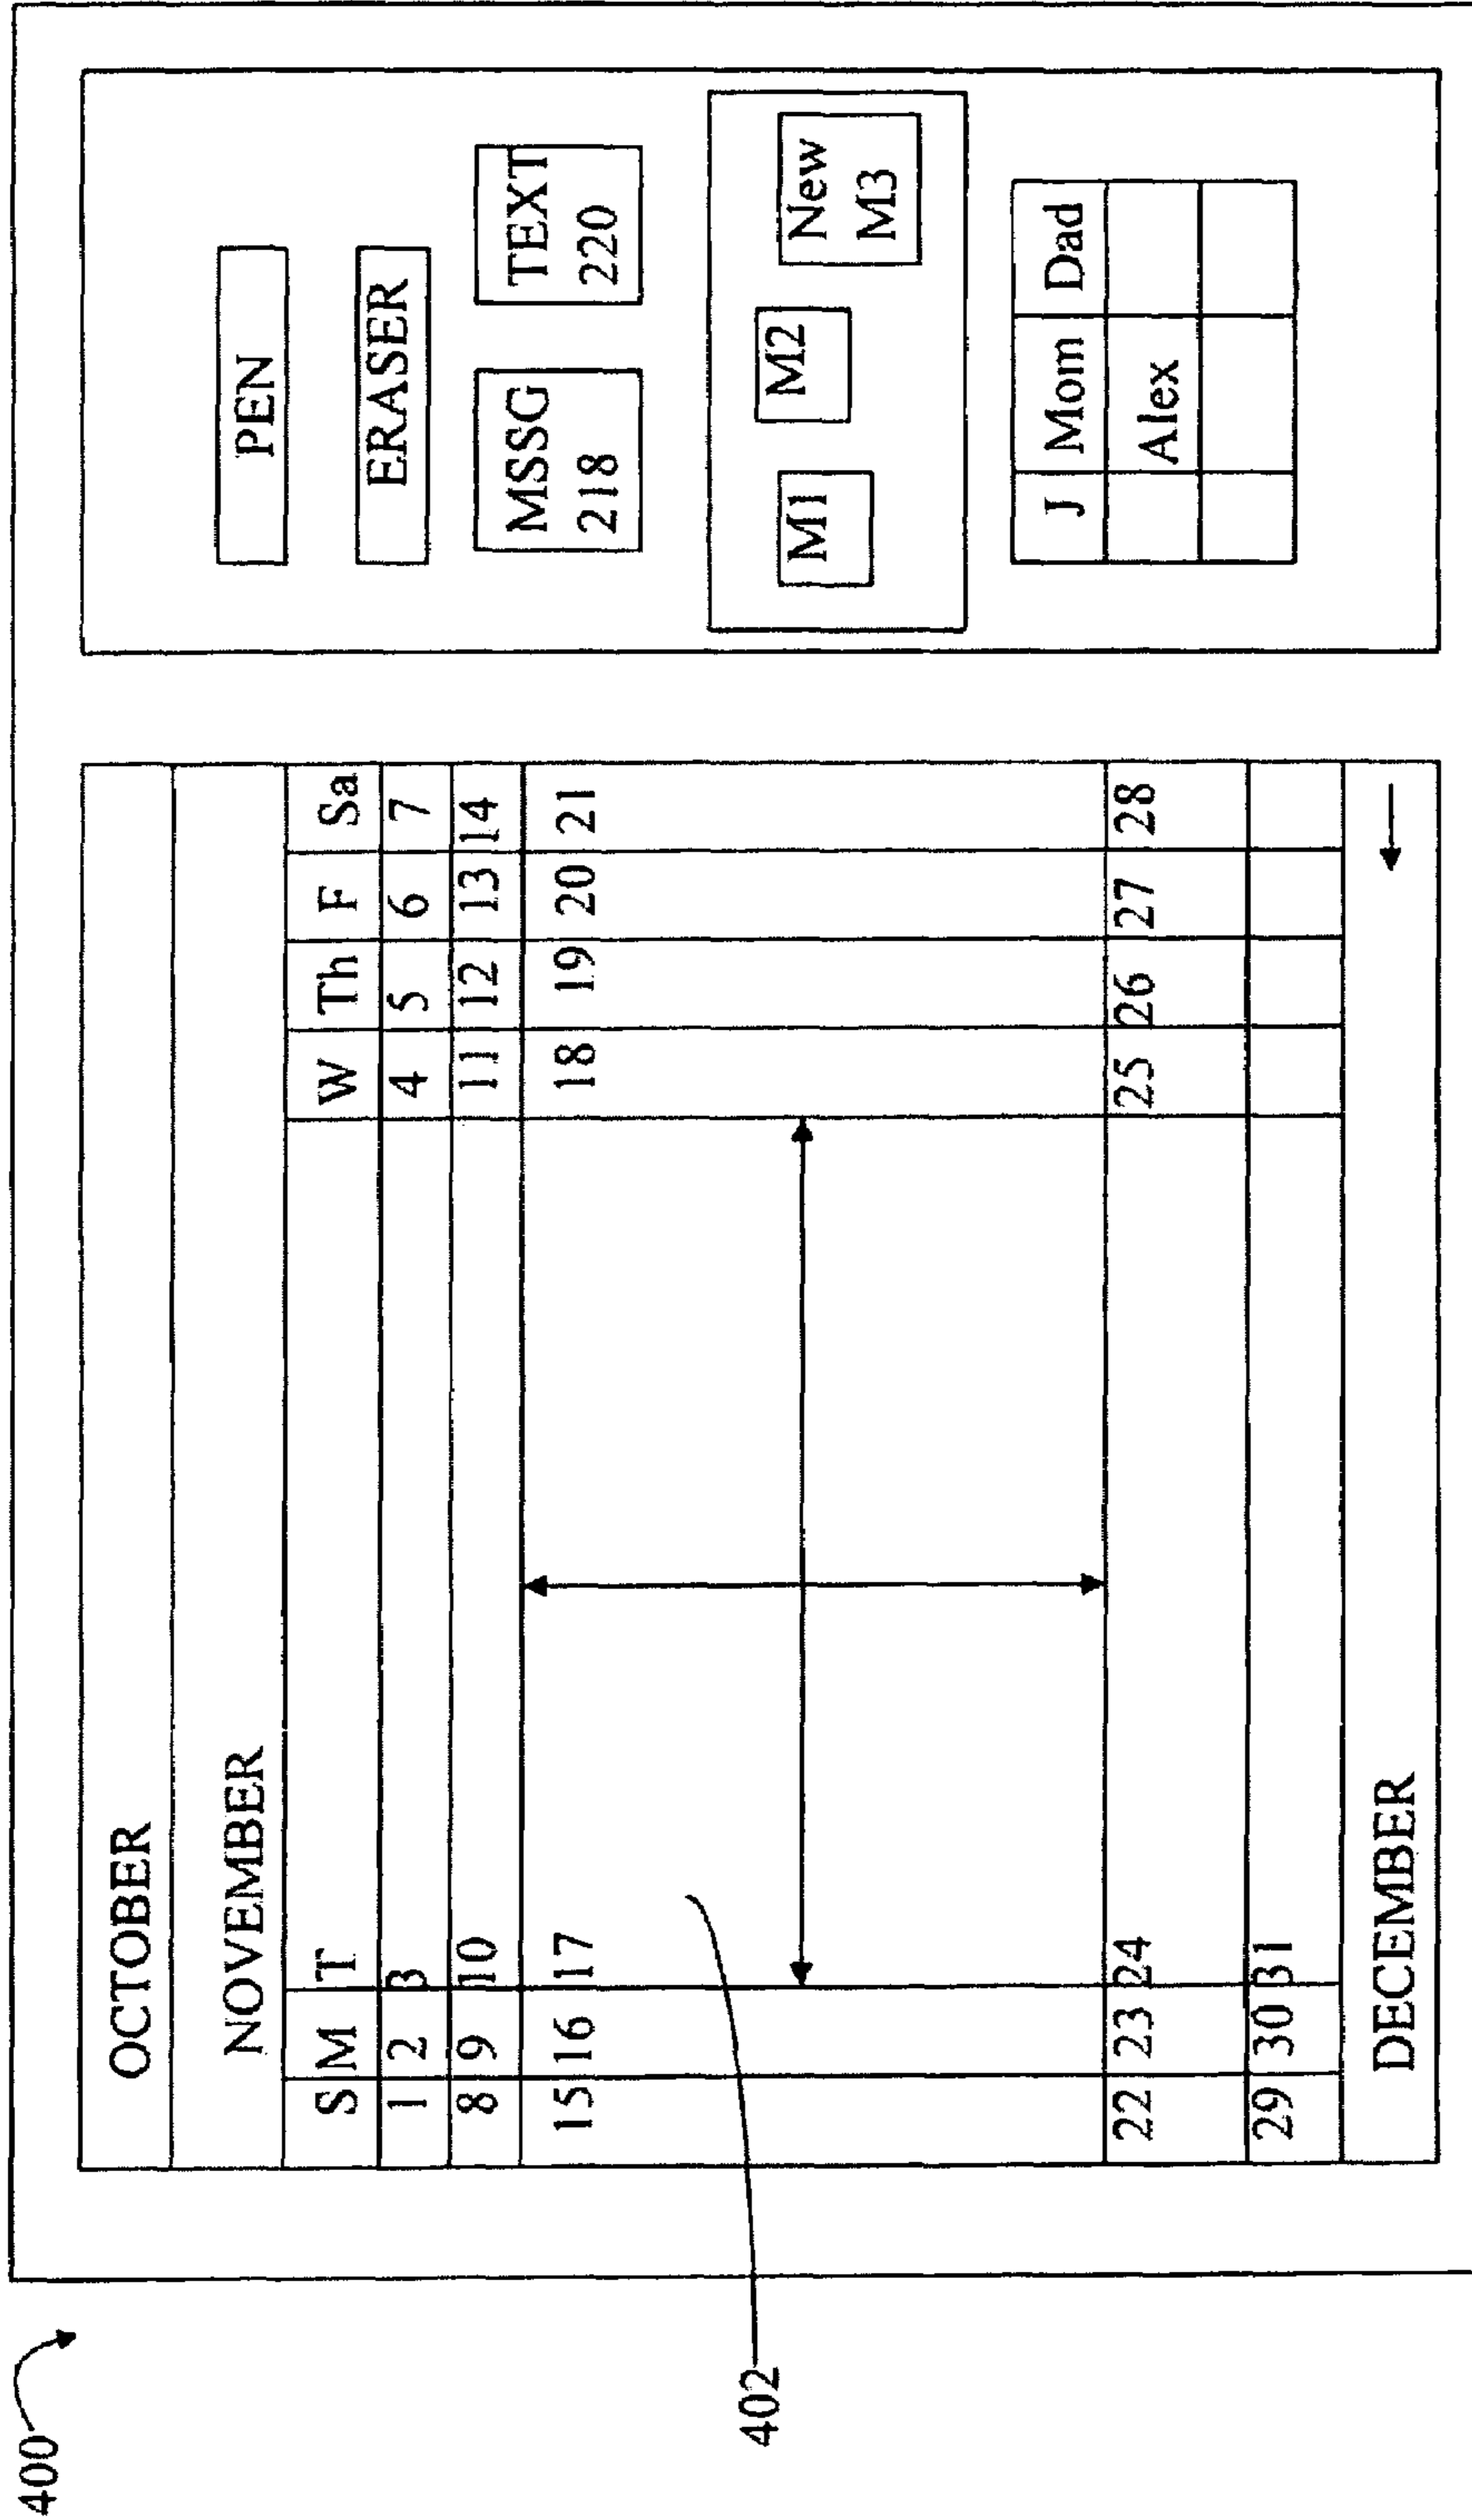 400
OCTOBER
NOVEMBER
S M T W Th F Sa
1 2 3 4 5 6 7
8 9 10 11 12 13 14
15 16 17 18 19 20 21
22 23 24 25 26 27 28
29 30 31
DECEMBER
402
PEN
ERASER
MSSG TEXT
218 220
M1 M2 New
M3
J Mom Dad
Alex